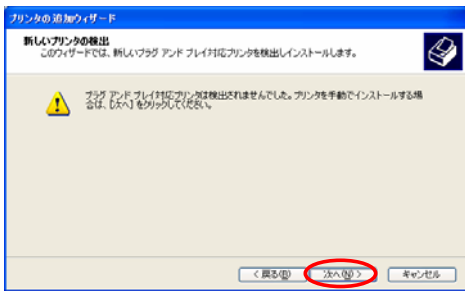 プリンタの追加ウィザード
新しいプリンタの検出
このウィザードでは、新しいプラグ アンド プレイ対応プリンタを検出しインストールします。
プラグ アンド プレイ対応プリンタは検出されませんでした。プリンタを手動でインストールする場
合は、[次へ] をクリックしてください。
< 戻る(B)
次へ(N) >
キャンセル